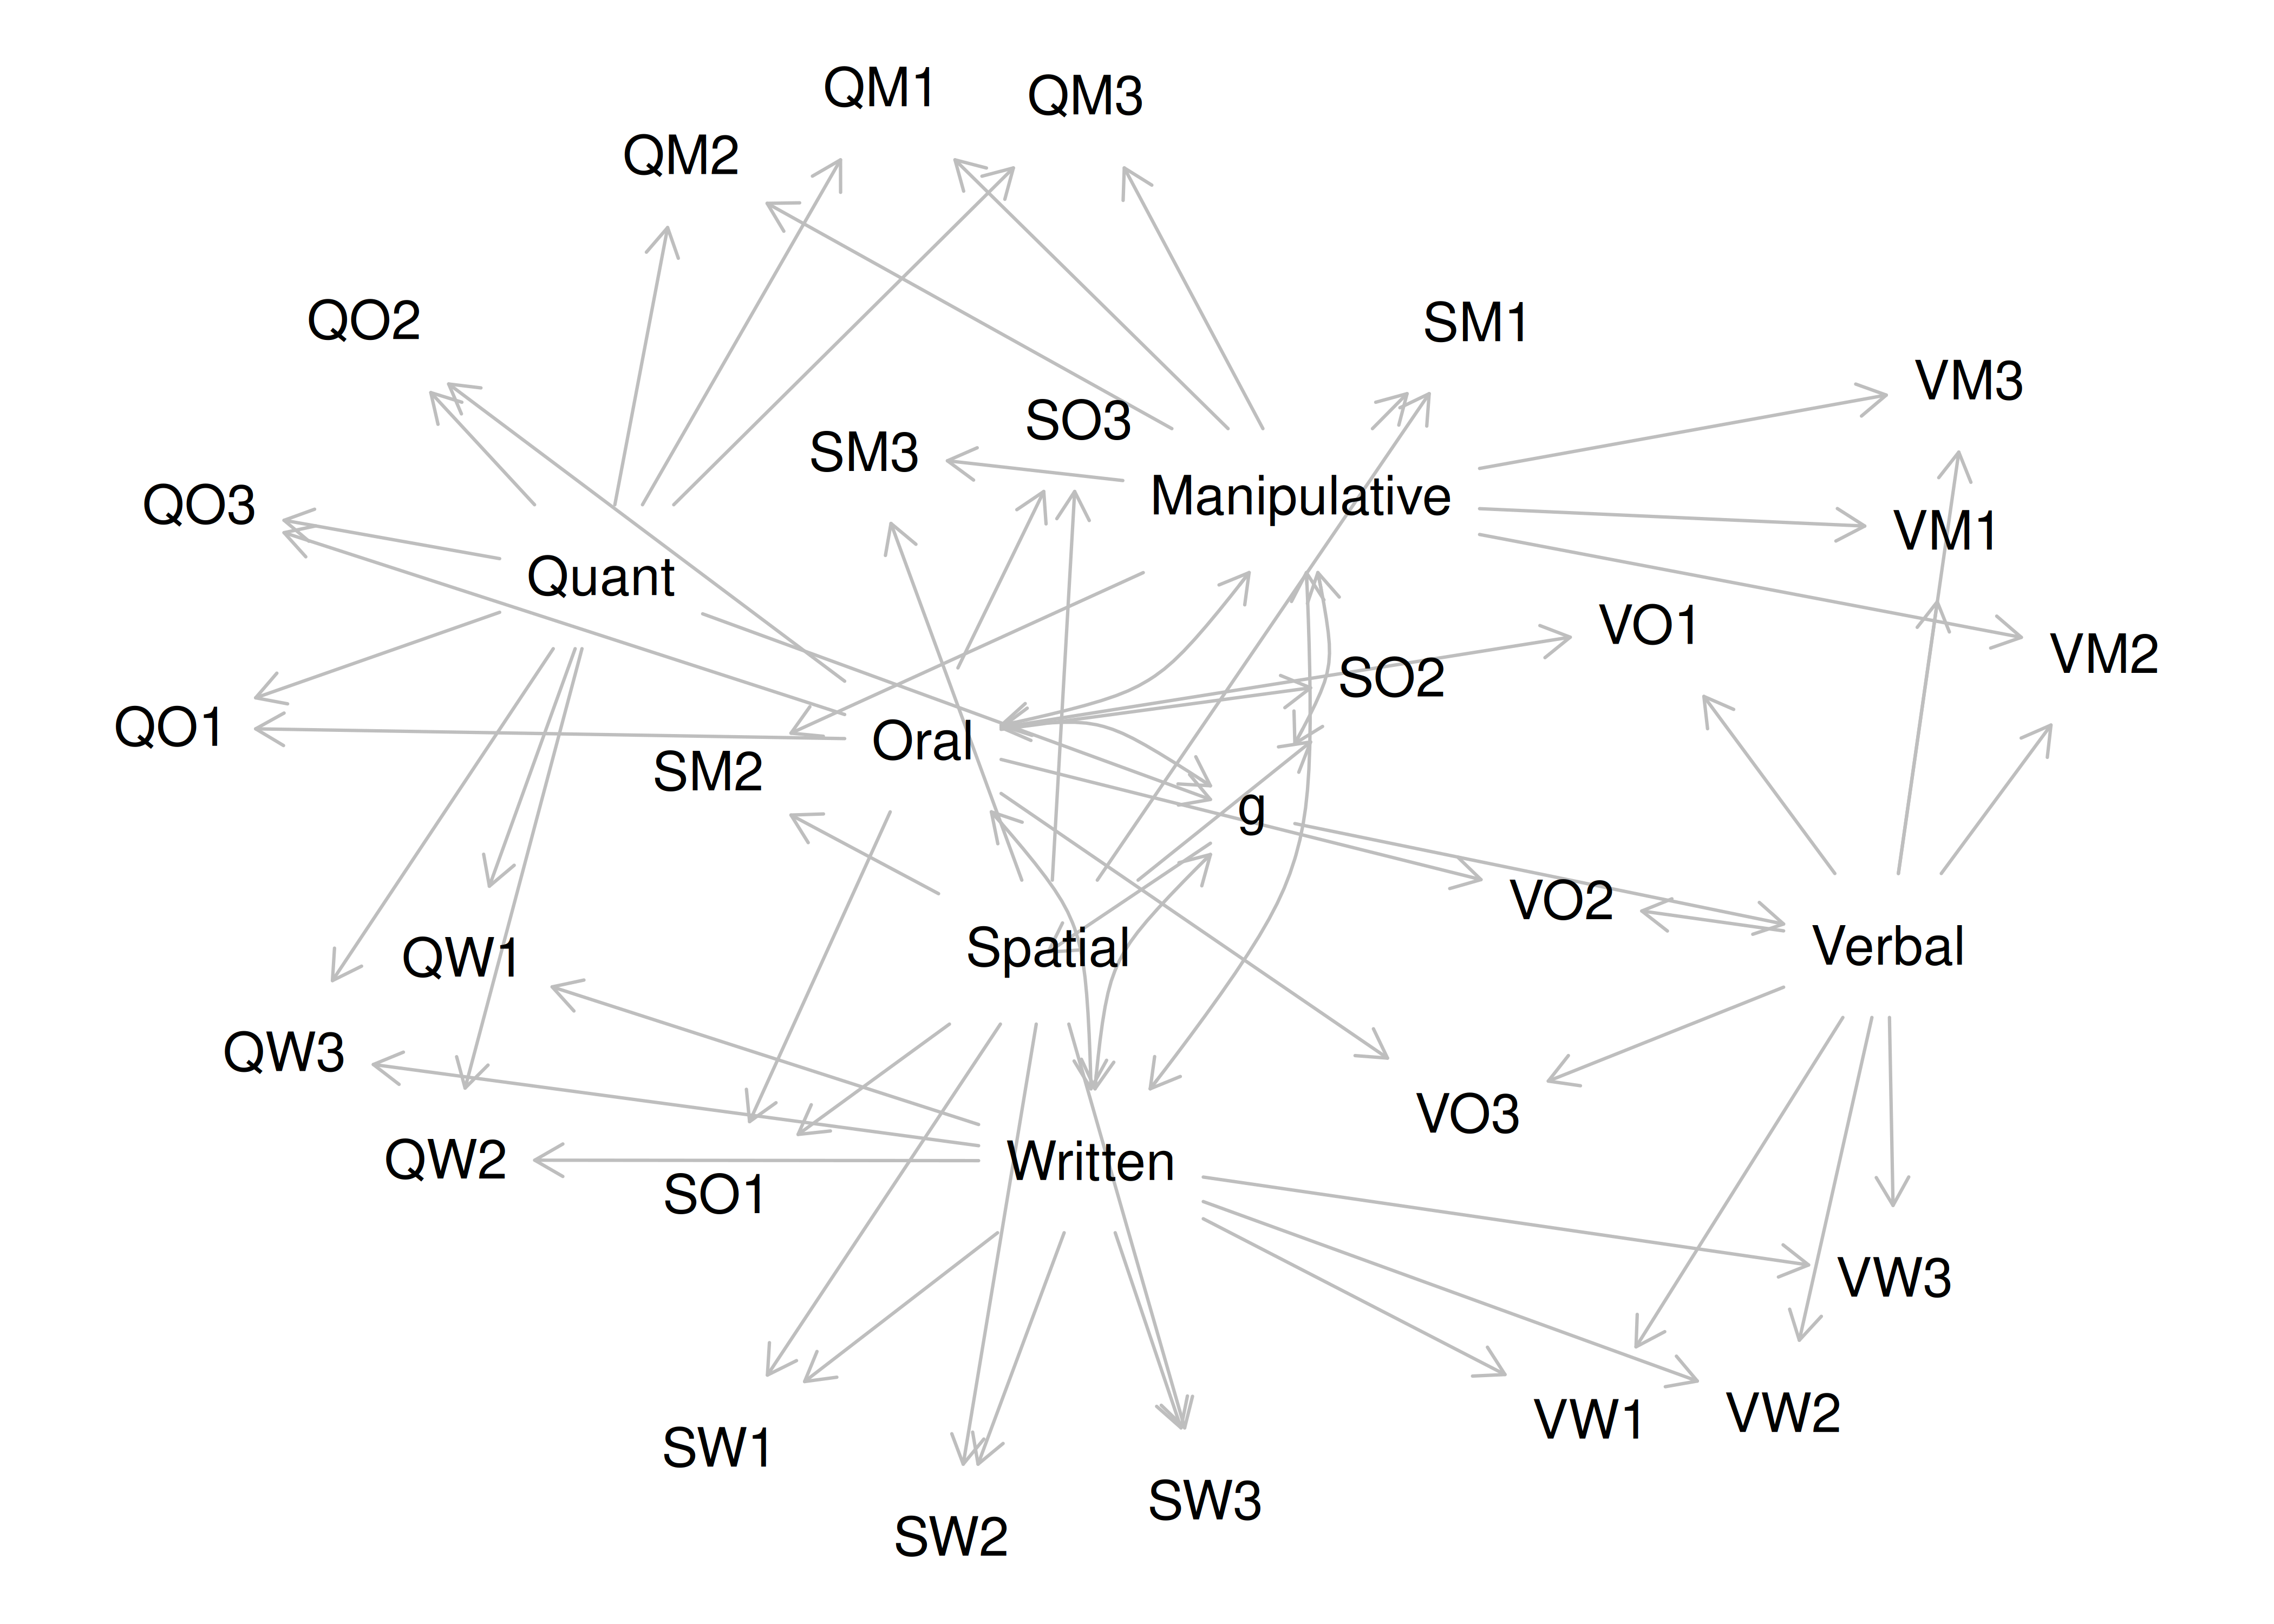 QM1
QM3
QM2
QO2
SM1
VM3
SO3
SM3
Manipulative
QO3
VM1
Quant
VO1
VM2
SO2
QO1
Oral
SM2
g
VO2
Spatial
Verbal
QW1
QW3
VO3
QW2
Written
SO1
VW3
VW2
VW1
SW1
SW3
SW2